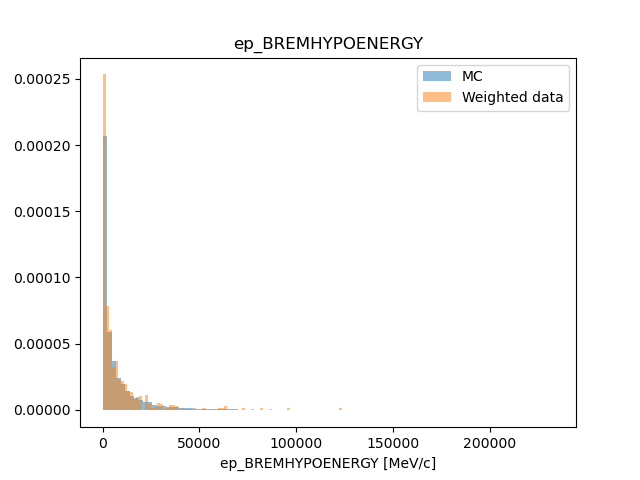 ep_BREMHYPOENERGY
MC
Weighted data
0.00025
0.00020
0.00015
0.00010
0.00005
0.00000
0 50000 100000 150000 200000
ep_BREMHYPOENERGY [MeV/c]